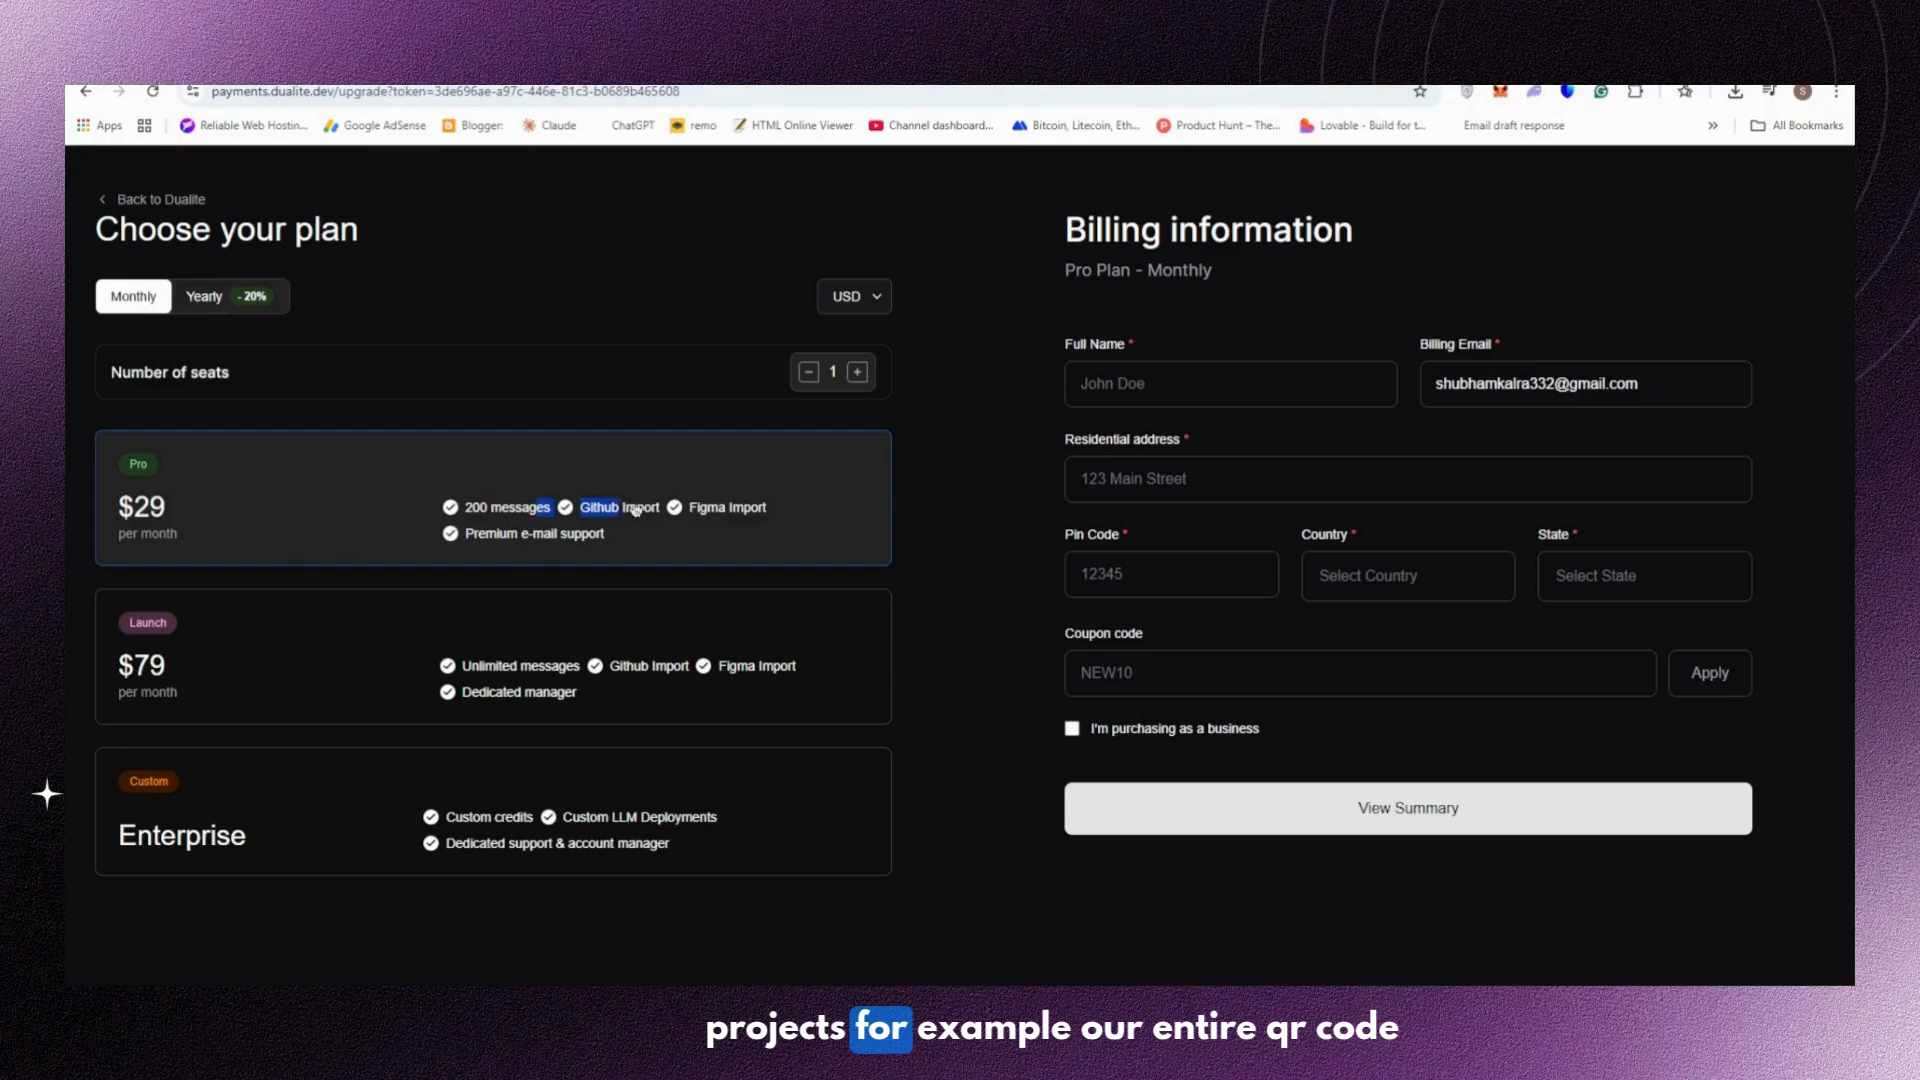 payments.dualite.dev/upgrade?token=3de696ae-a97c-446e-81c3-b0689b465608
Apps Reliable Web Hostin... Google AdSense Blogger: Claude ChatGPT remo HTML Online Viewer Channel dashboard... Bitcoin, Litecoin, Eth... Product Hunt – The... Lovable - Build for t... Email draft response » All Bookmarks
Back to Dualite
Choose your plan
Monthly Yearly - 20% USD
Number of seats 1
Pro
$29
per month
200 messages Github Import Figma Import
Premium e-mail support
Launch
$79
per month
Unlimited messages Github Import Figma Import
Dedicated manager
Custom
Enterprise
Custom credits Custom LLM Deployments
Dedicated support & account manager
Billing information
Pro Plan - Monthly
Full Name * Billing Email *
John Doe shubhamkalra332@gmail.com
Residential address *
123 Main Street
Pin Code * Country * State *
12345 Select Country Select State
Coupon code
NEW10 Apply
I'm purchasing as a business
View Summary
projects for example our entire qr code